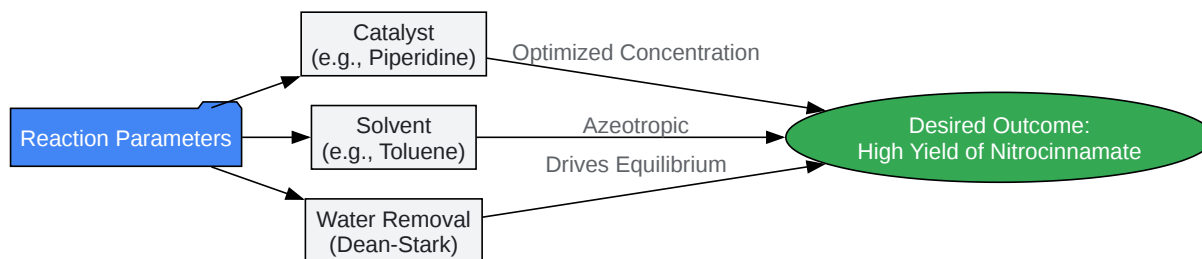 Reaction Parameters
Catalyst
(e.g., Piperidine)
Optimized Concentration
Solvent
(e.g., Toluene)
Azeotropic
Water Removal
(Dean-Stark)
Drives Equilibrium
Desired Outcome:
High Yield of Nitrocinnamate